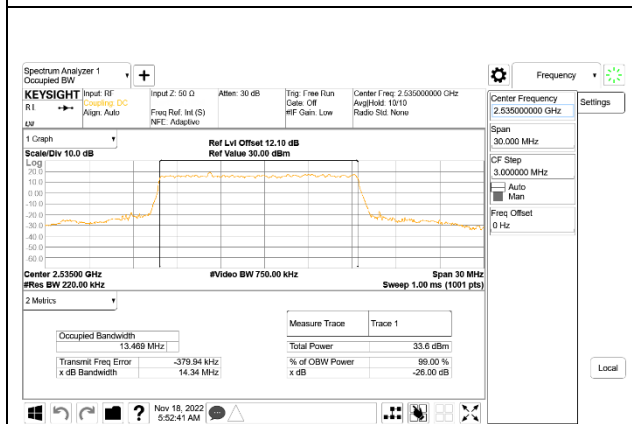 Spectrum Analyzer 1
Occupied BW
Frequency
KEYSIGHT
Input: RF
Coupling: DC
Align: Auto
Input Z: 50 Ω
Freq Ref: Int (S)
NFE: Adaptive
Atten: 30 dB
Trig: Free Run
Gate: Off
#IF Gain: Low
Center Freq: 2.535000000 GHz
Avg|Hold: 10/10
Radio Std: None
Center Frequency
2.535000000 GHz
Settings
Span
30.000 MHz
CF Step
3.000000 MHz
Auto
Man
Freq Offset
0 Hz
1 Graph
Scale/Div 10.0 dB
Ref Lvl Offset 12.10 dB
Ref Value 30.00 dBm
Log
20.0
10.0
0.00
-10.0
-20.0
-30.0
-40.0
-50.0
-60.0
Center 2.53500 GHz
#Video BW 750.00 kHz
Span 30 MHz
#Res BW 220.00 kHz
Sweep 1.00 ms (1001 pts)
2 Metrics
Occupied Bandwidth
13.469 MHz
Transmit Freq Error
-379.94 kHz
x dB Bandwidth
14.34 MHz
Measure Trace
Trace 1
Total Power
33.6 dBm
% of OBW Power
99.00 %
x dB
-26.00 dB
Local
?
Nov 18, 2022
5:52:41 AM